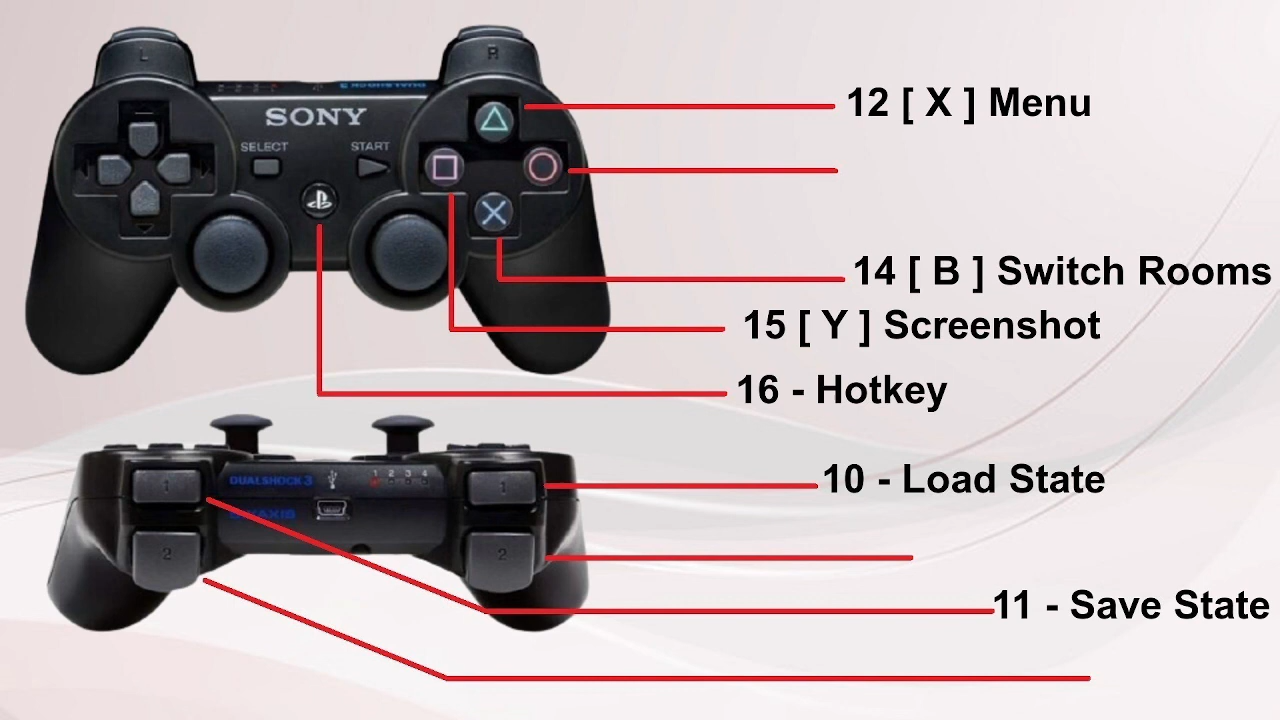 L
R
SONY
SELECT
START
12 [ X ] Menu
14 [ B ] Switch Rooms
15 [ Y ] Screenshot
16 - Hotkey
1
DUALSHOCK 3
1 2 3 4
1
10 - Load State
2
2
11 - Save State